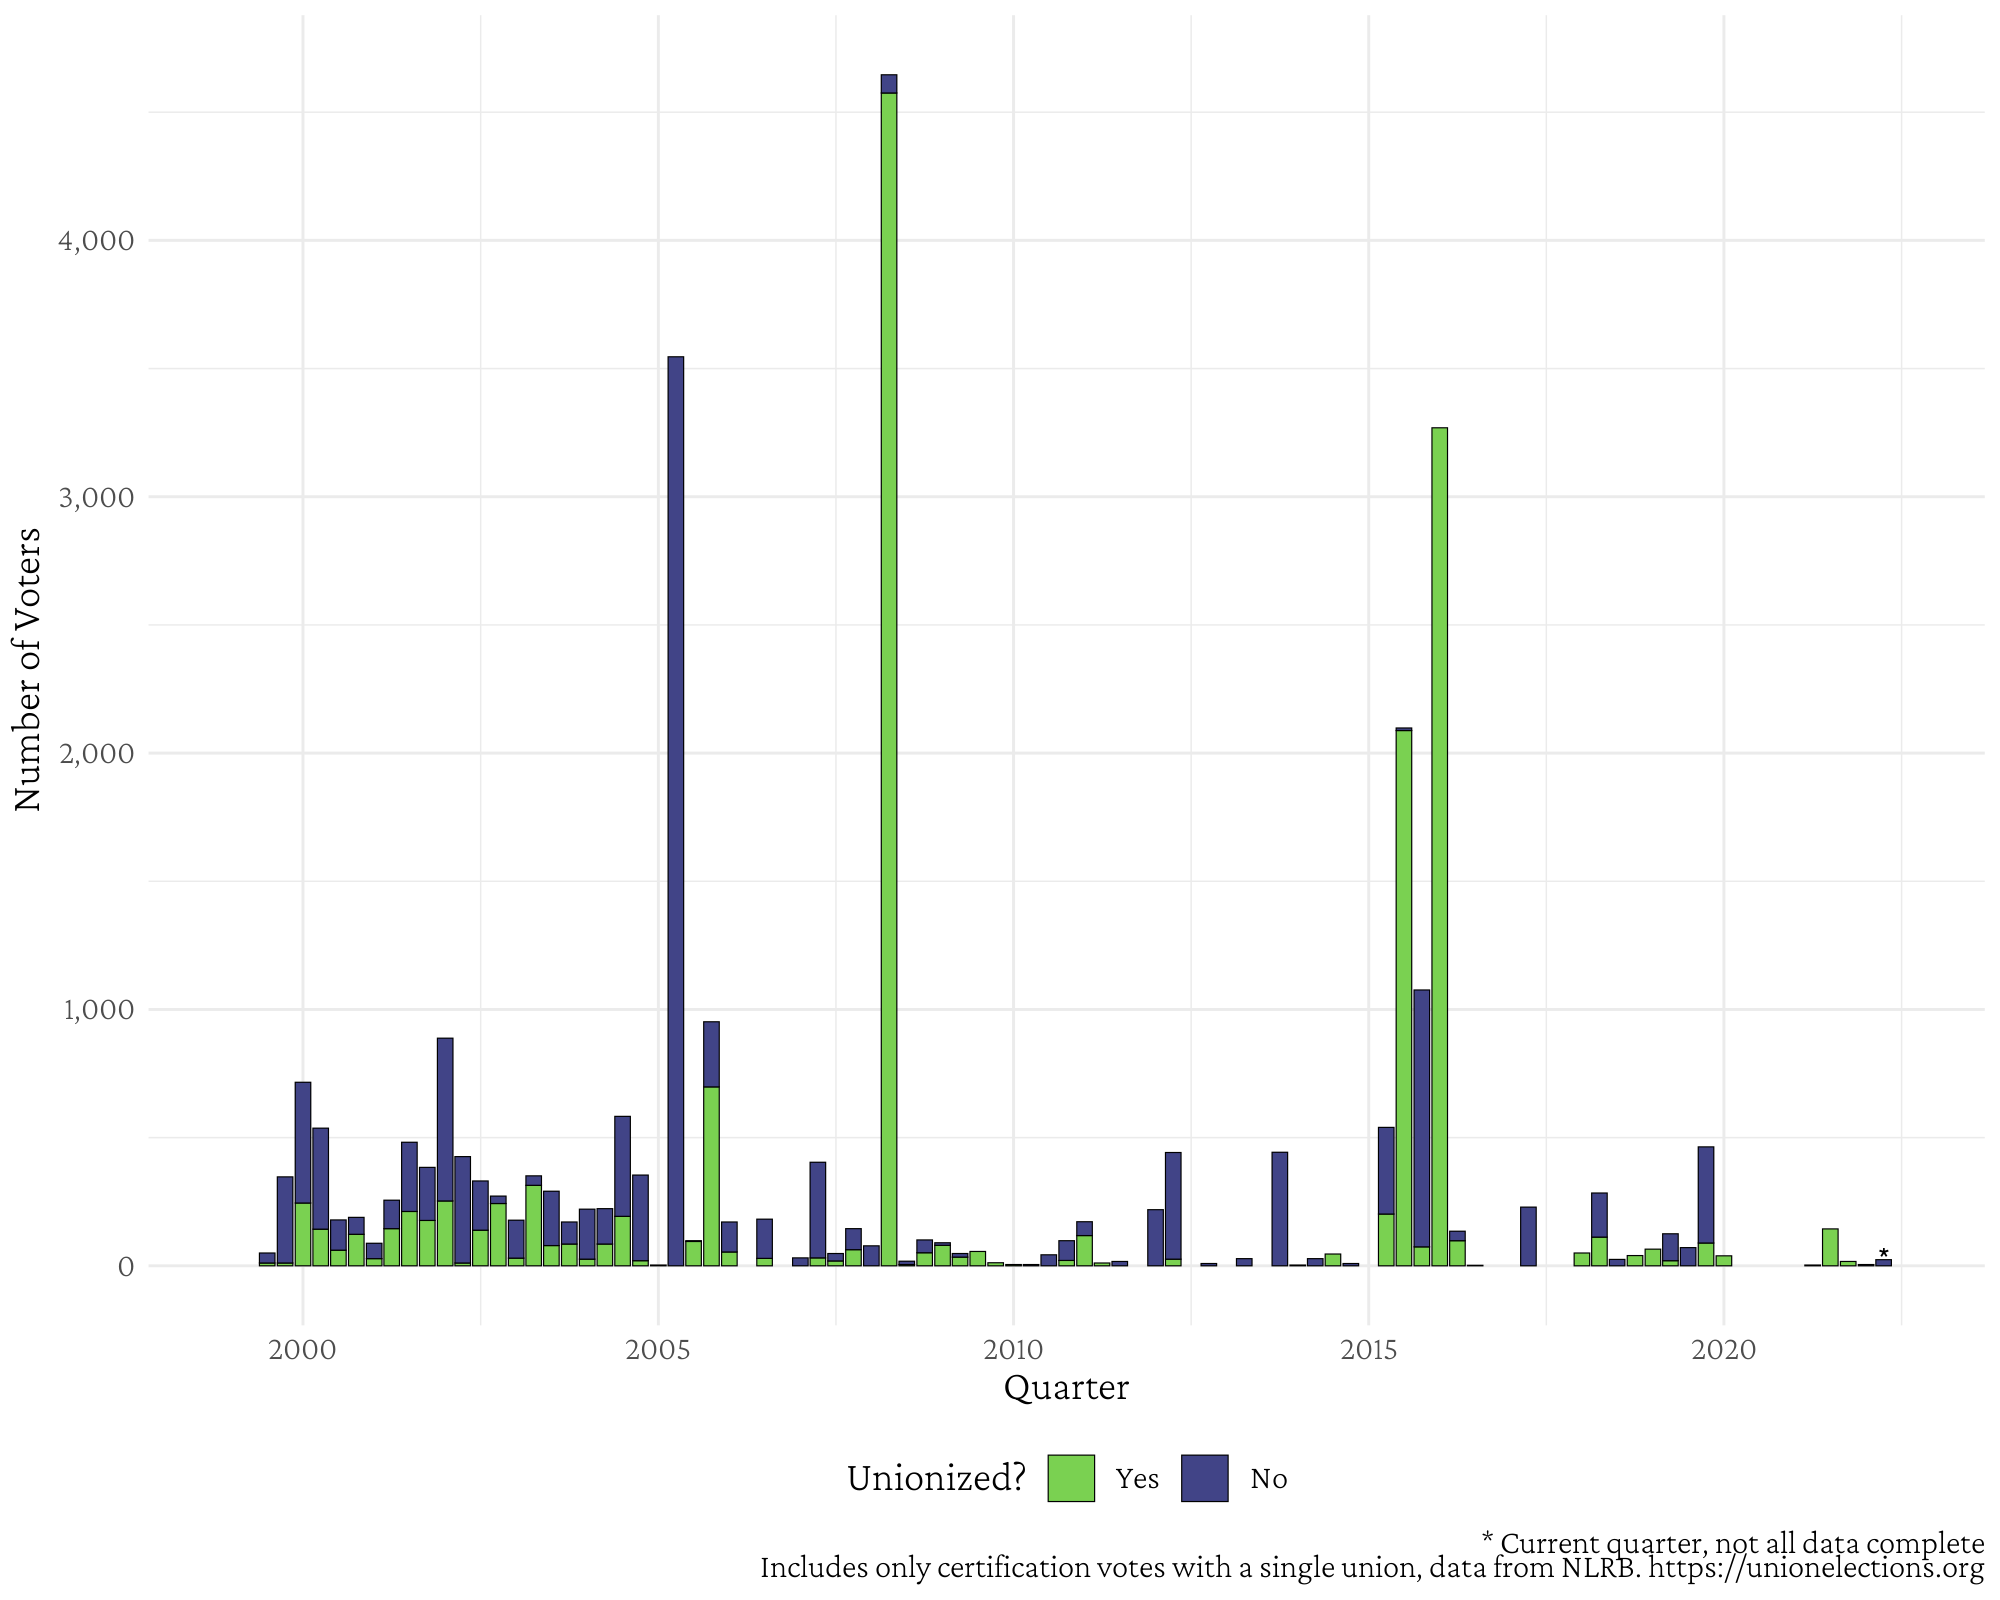 4,000
3,000
2,000
1,000
0
Number of Voters
2000 2005 2010 2015 2020
*
Quarter
Unionized? Yes No
* Current quarter, not all data complete
Includes only certification votes with a single union, data from NLRB. https://unionelections.org